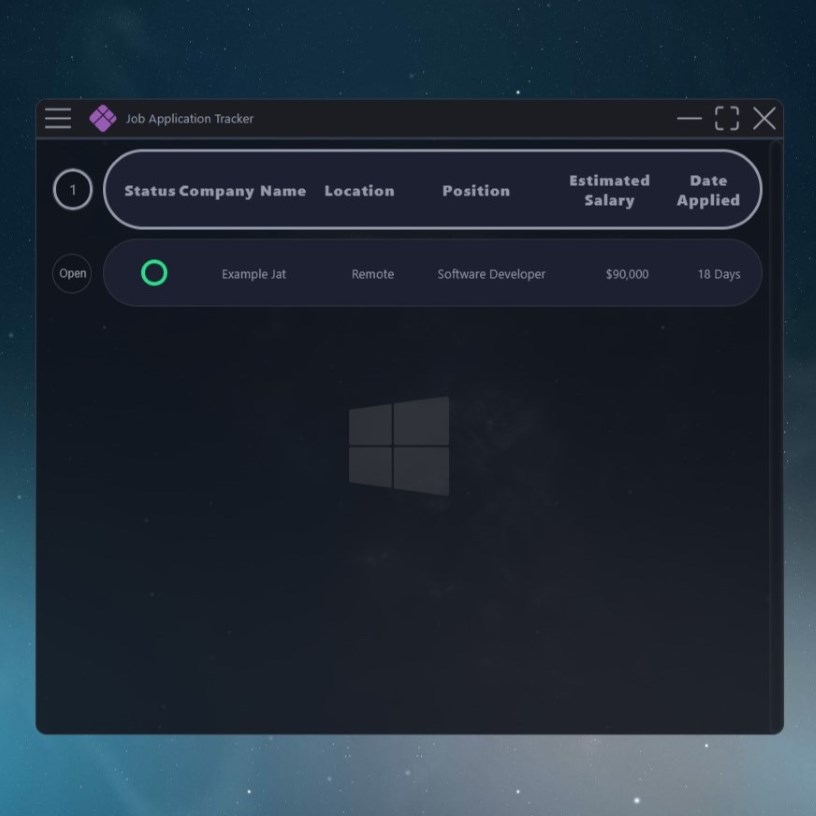 Job Application Tracker
1
Status Company Name Location Position Estimated Salary Date Applied
Open Example Jat Remote Software Developer $90,000 18 Days